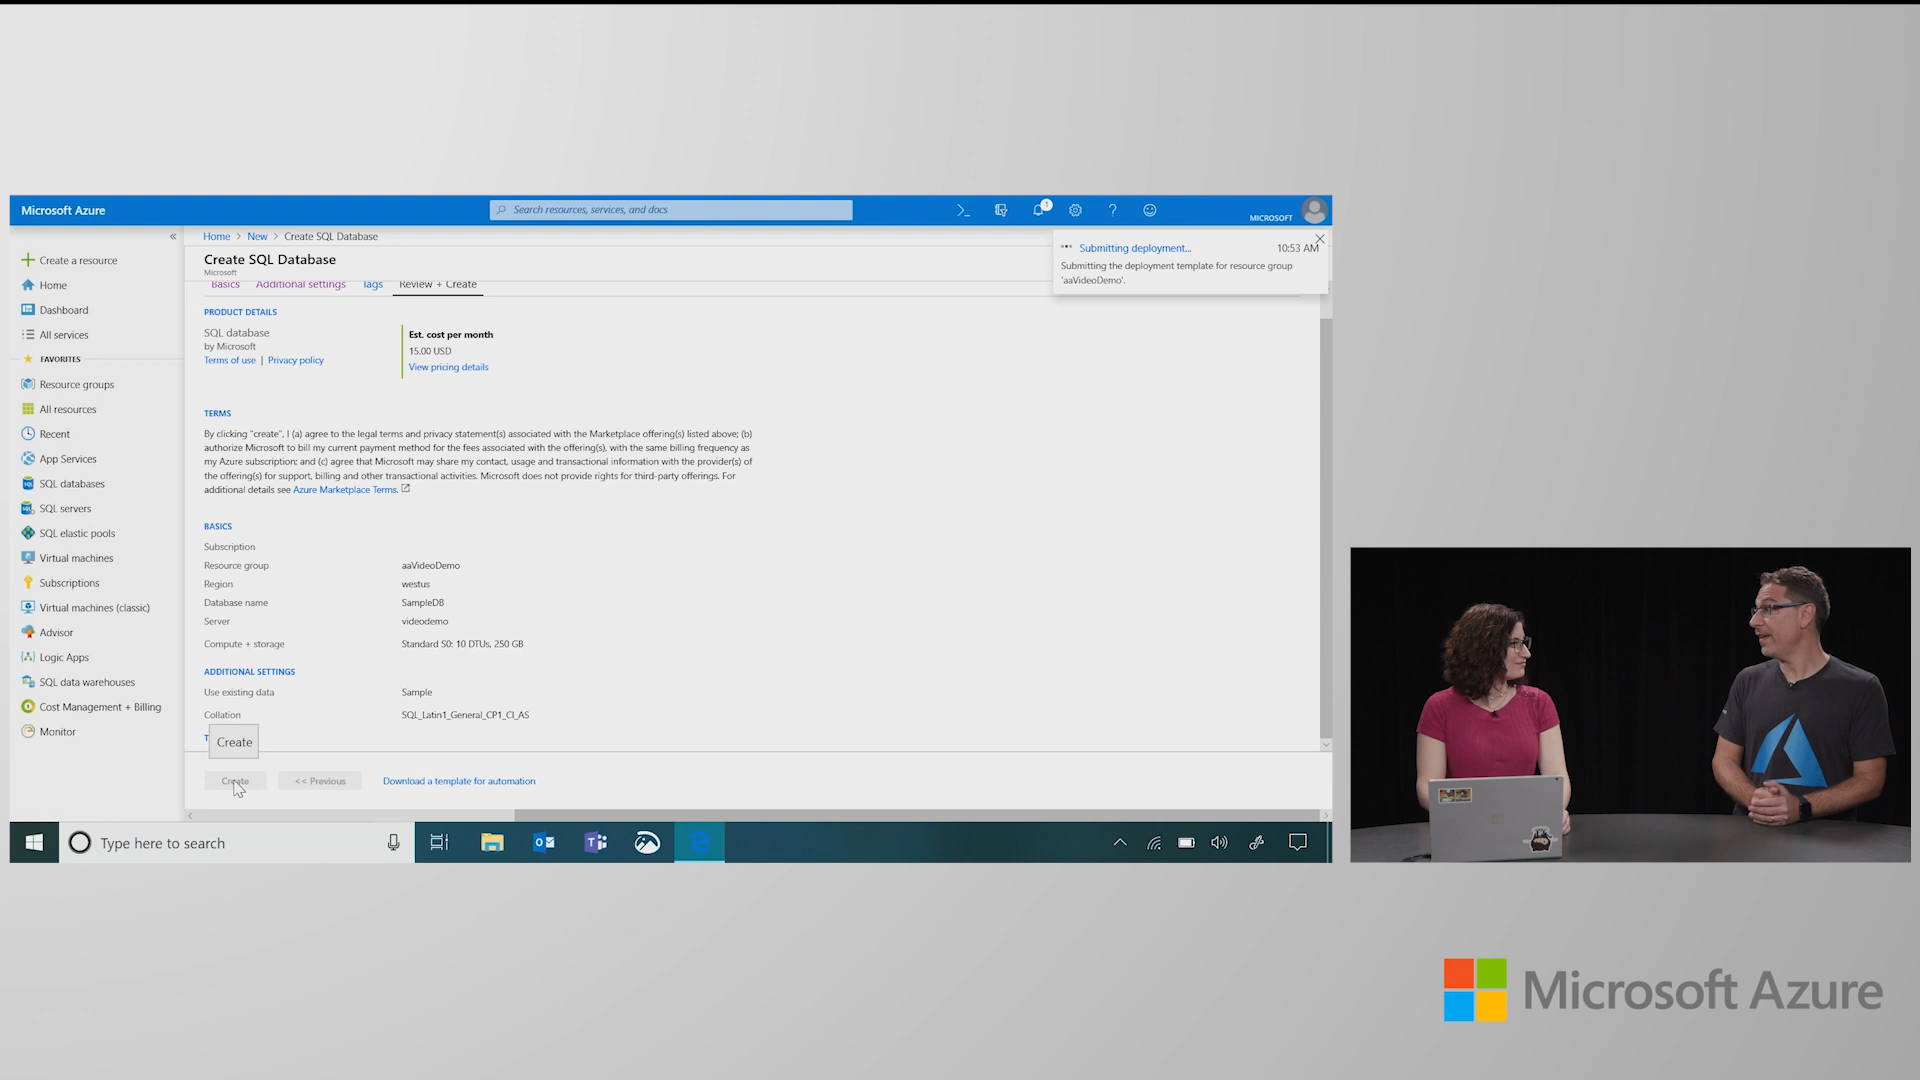 Microsoft Azure
Search resources, services, and docs
>_
1
?
MICROSOFT
«
Create a resource
Home
Dashboard
All services
FAVORITES
Resource groups
All resources
Recent
App Services
SQL databases
SQL servers
SQL elastic pools
Virtual machines
Subscriptions
Virtual machines (classic)
Advisor
Logic Apps
SQL data warehouses
Cost Management + Billing
Monitor
Home > New > Create SQL Database
Create SQL Database
Microsoft
Submitting deployment...
10:53 AM
Submitting the deployment template for resource group
'aaVideoDemo'.
Basics
Additional settings
Tags
Review + Create
PRODUCT DETAILS
SQL database
by Microsoft
Terms of use | Privacy policy
Est. cost per month
15.00 USD
View pricing details
TERMS
By clicking "create", I (a) agree to the legal terms and privacy statement(s) associated with the Marketplace offering(s) listed above; (b)
authorize Microsoft to bill my current payment method for the fees associated with the offering(s), with the same billing frequency as
my Azure subscription; and (c) agree that Microsoft may share my contact, usage and transactional information with the provider(s) of
the offering(s) for support, billing and other transactional activities. Microsoft does not provide rights for third-party offerings. For
additional details see Azure Marketplace Terms.
BASICS
Subscription
Resource group aaVideoDemo
Region westus
Database name SampleDB
Server videodemo
Compute + storage Standard S0: 10 DTUs, 250 GB
ADDITIONAL SETTINGS
Use existing data Sample
Collation SQL_Latin1_General_CP1_CI_AS
Create
Create
<< Previous
Download a template for automation
Type here to search
Microsoft Azure